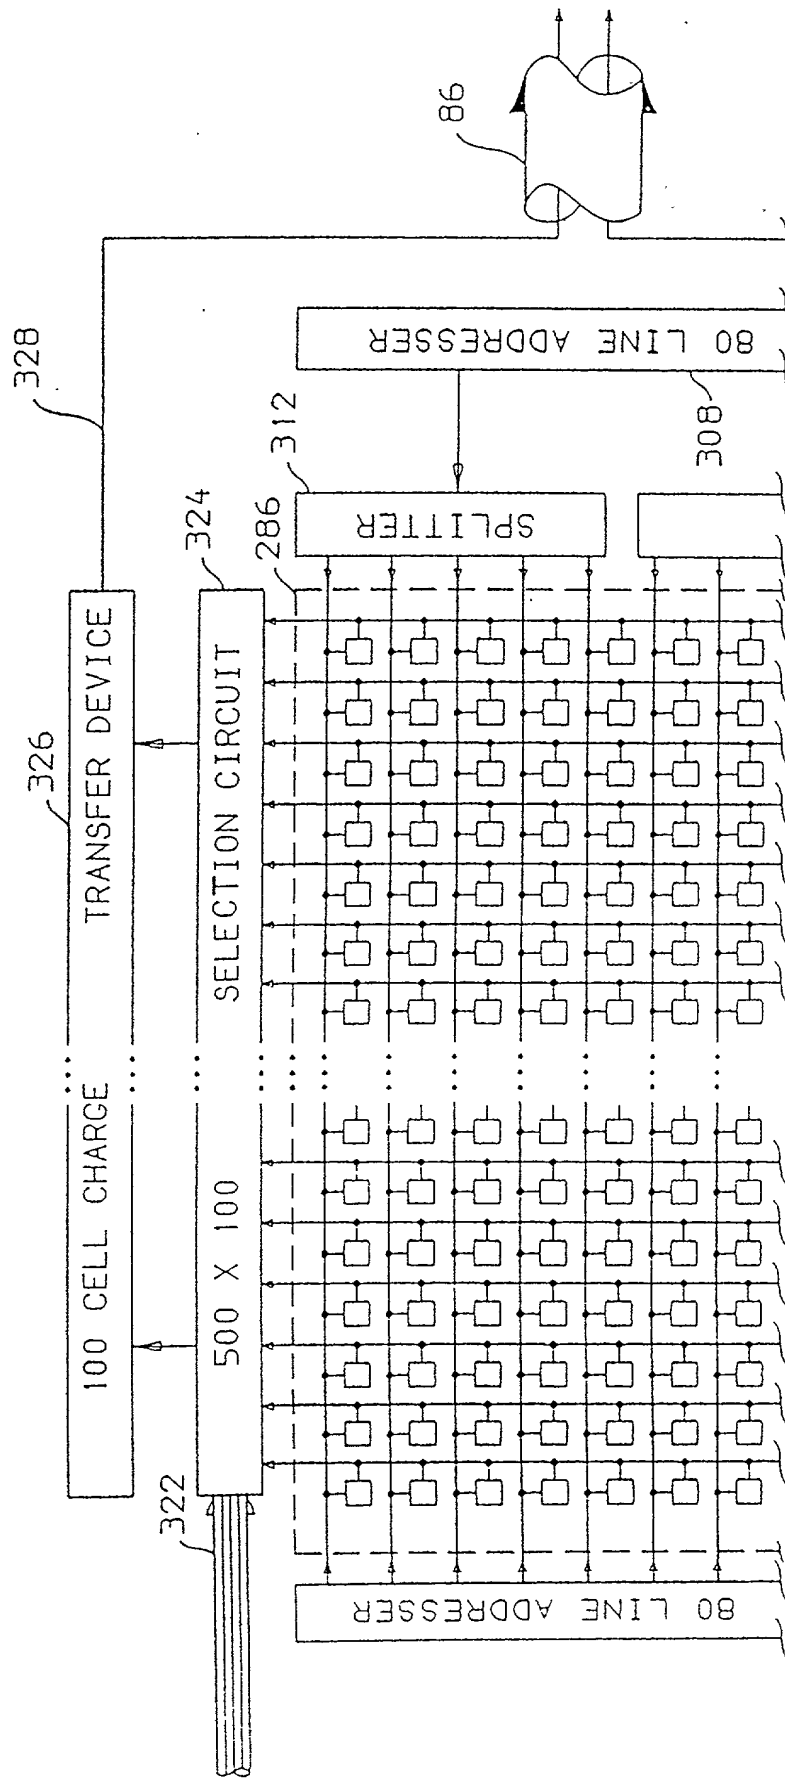 326
100 CELL CHARGE ... TRANSFER DEVICE
328
86
322
500 X 100 ... SELECTION CIRCUIT
324
286
312
SPLITTER
80 LINE ADDRESSER
80 LINE ADDRESSER
308